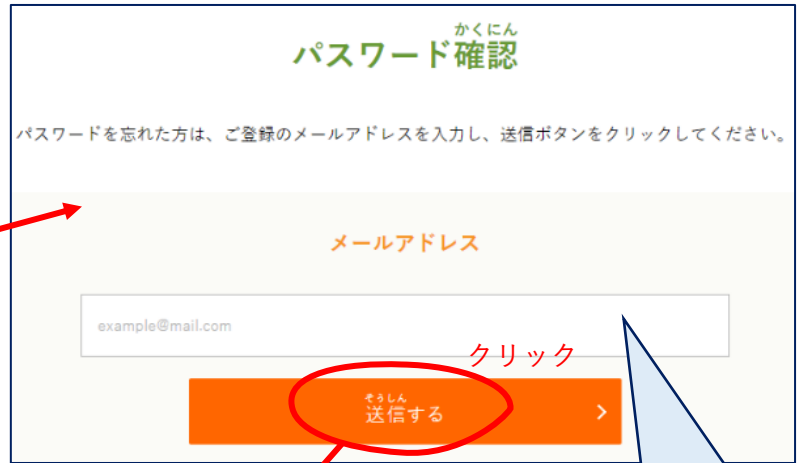 かくにん
パスワード確認
パスワードを忘れた方は、ご登録のメールアドレスを入力し、送信ボタンをクリックしてください。
メールアドレス
example@mail.com
クリック
そうしん
送信する